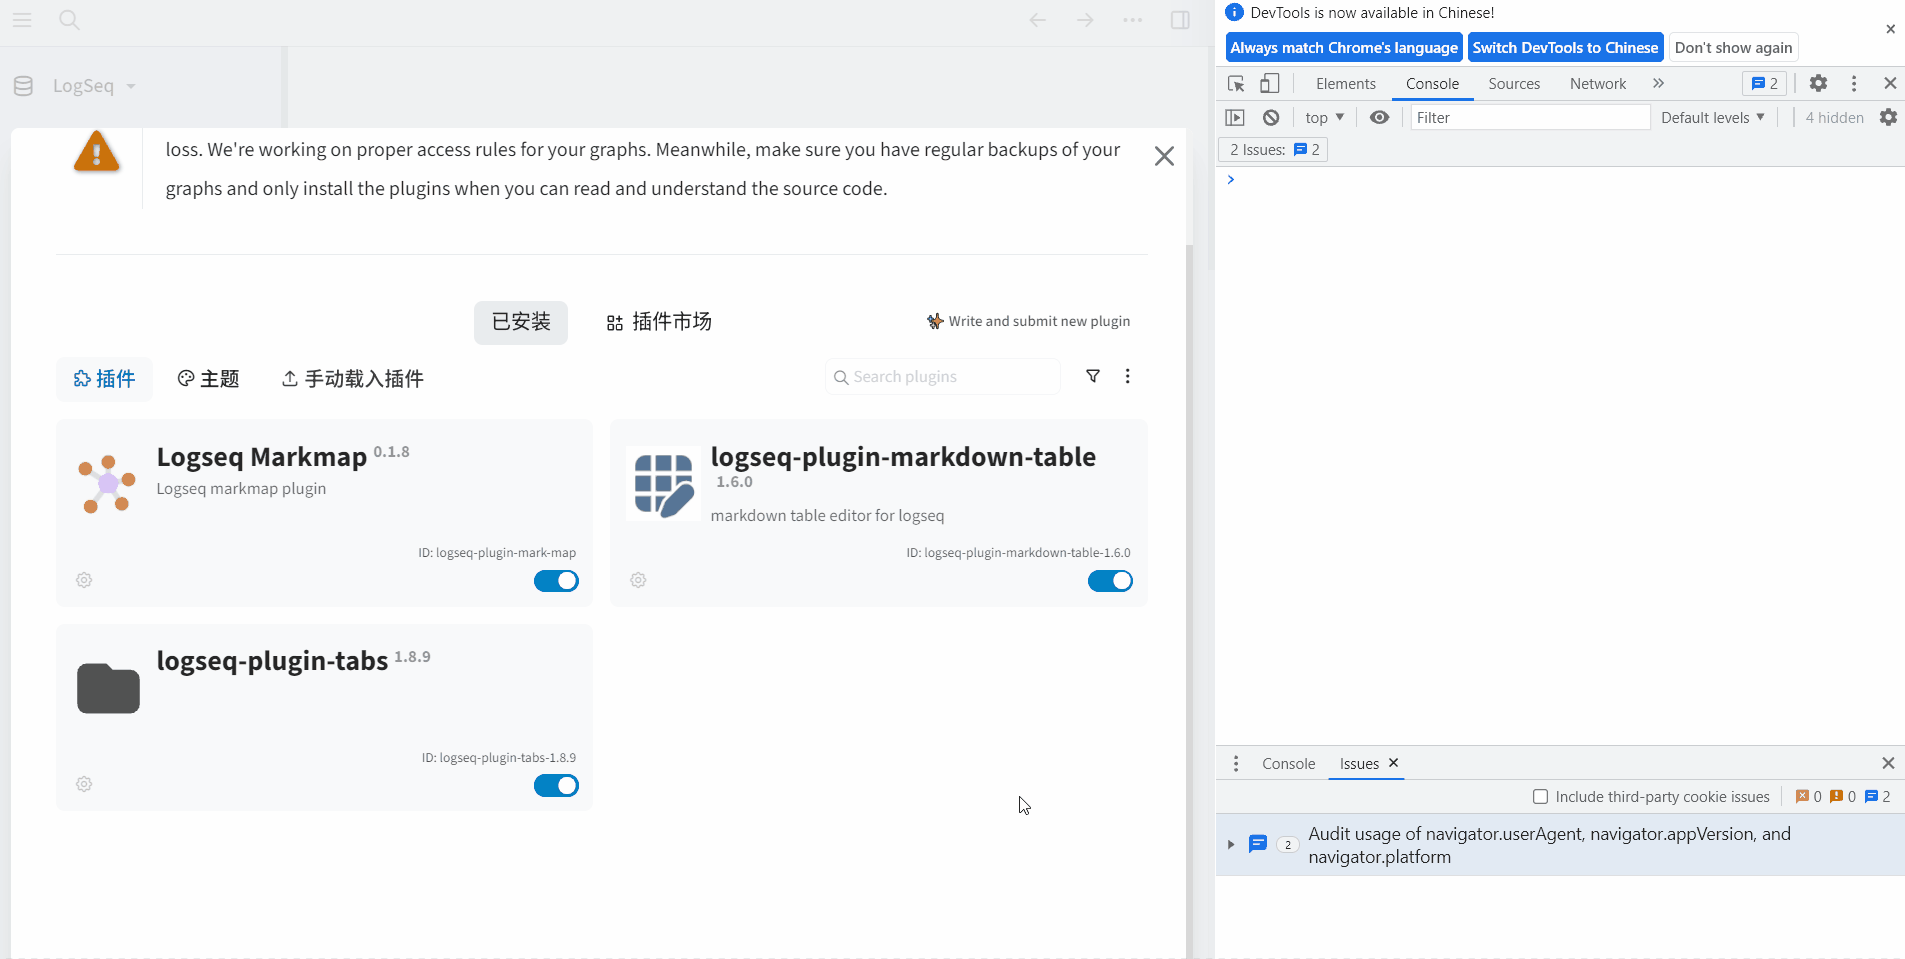 LogSeq
loss. We're working on proper access rules for your graphs. Meanwhile, make sure you have regular backups of your
graphs and only install the plugins when you can read and understand the source code.
已安装
插件市场
Write and submit new plugin
插件
主题
手动载入插件
Search plugins
Logseq Markmap 0.1.8
Logseq markmap plugin
ID: logseq-plugin-mark-map
logseq-plugin-markdown-table
1.6.0
markdown table editor for logseq
ID: logseq-plugin-markdown-table-1.6.0
logseq-plugin-tabs 1.8.9
ID: logseq-plugin-tabs-1.8.9
DevTools is now available in Chinese!
Always match Chrome's language
Switch DevTools to Chinese
Don't show again
Elements
Console
Sources
Network
2
top
Filter
Default levels
4 hidden
2 Issues:
2
Console
Issues
Include third-party cookie issues
0
0
2
2
Audit usage of navigator.userAgent, navigator.appVersion, and
navigator.platform